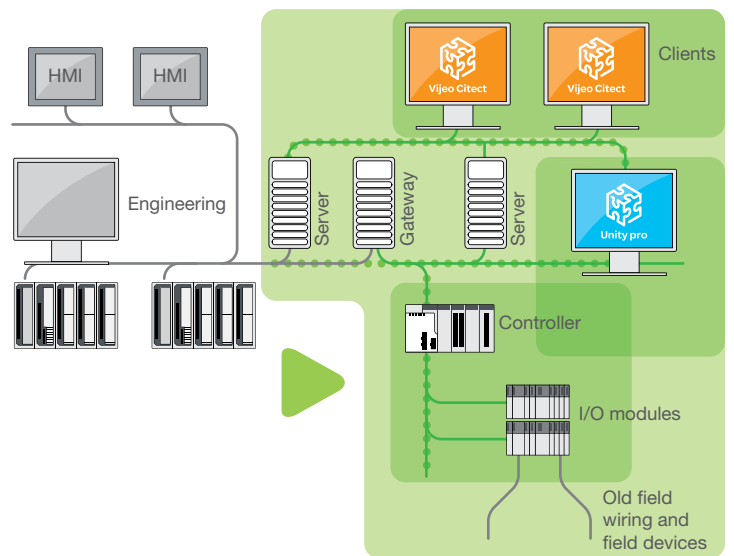 HMI
HMI
Vijeo Citect
Vijeo Citect
Clients
Engineering
Server
Gateway
Server
Unity pro
Controller
I/O modules
Old field
wiring and
field devices